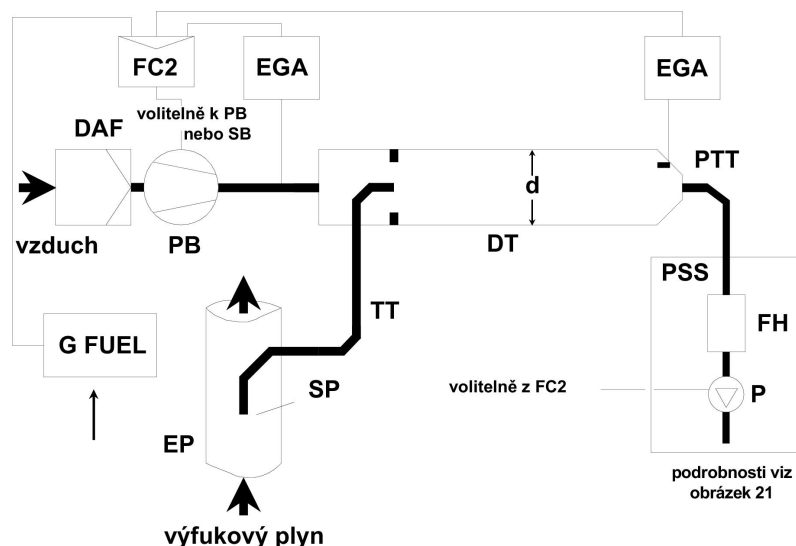 FC2
EGA
EGA
volitelně k PB
nebo SB
DAF
PTT
d
vzduch
PB
DT
PSS
TT
FH
G FUEL
SP
volitelně z FC2
P
EP
podrobnosti viz
obrázek 21
výfukový plyn